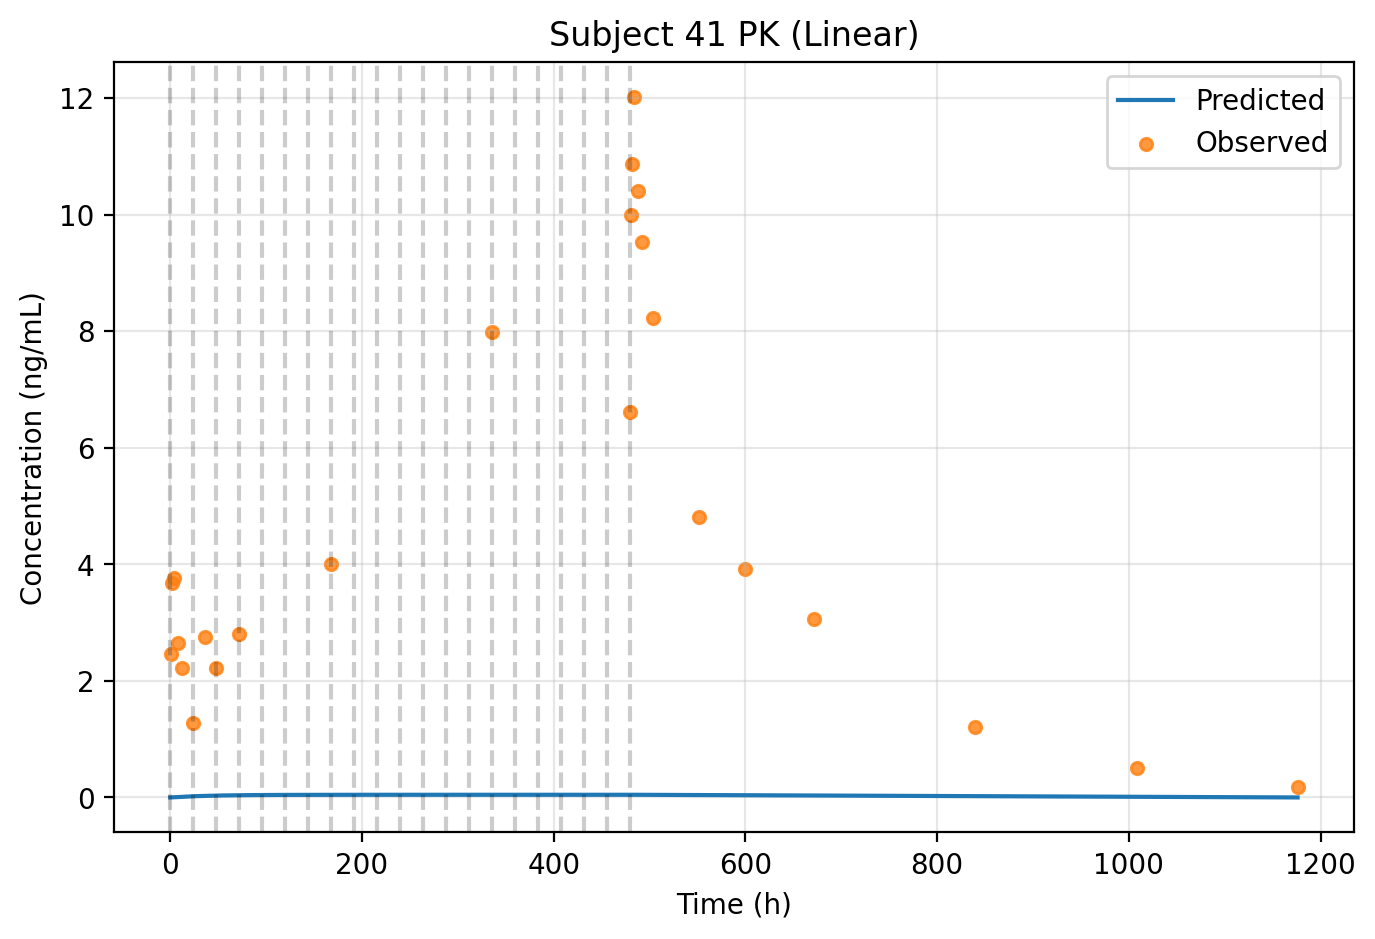 Subject 41 PK (Linear)
Predicted
Observed
Concentration (ng/mL)
12
10
8
6
4
2
0
0 200 400 600 800 1000 1200
Time (h)